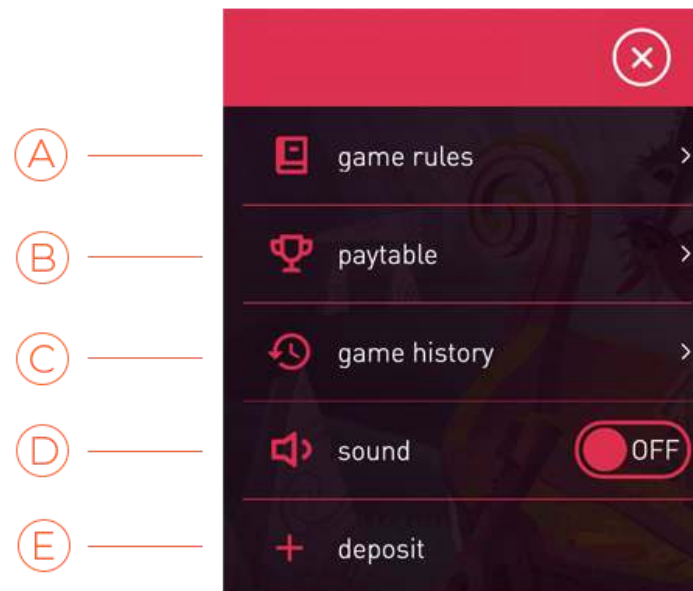 A game rules
B paytable
C game history
D sound OFF
E deposit